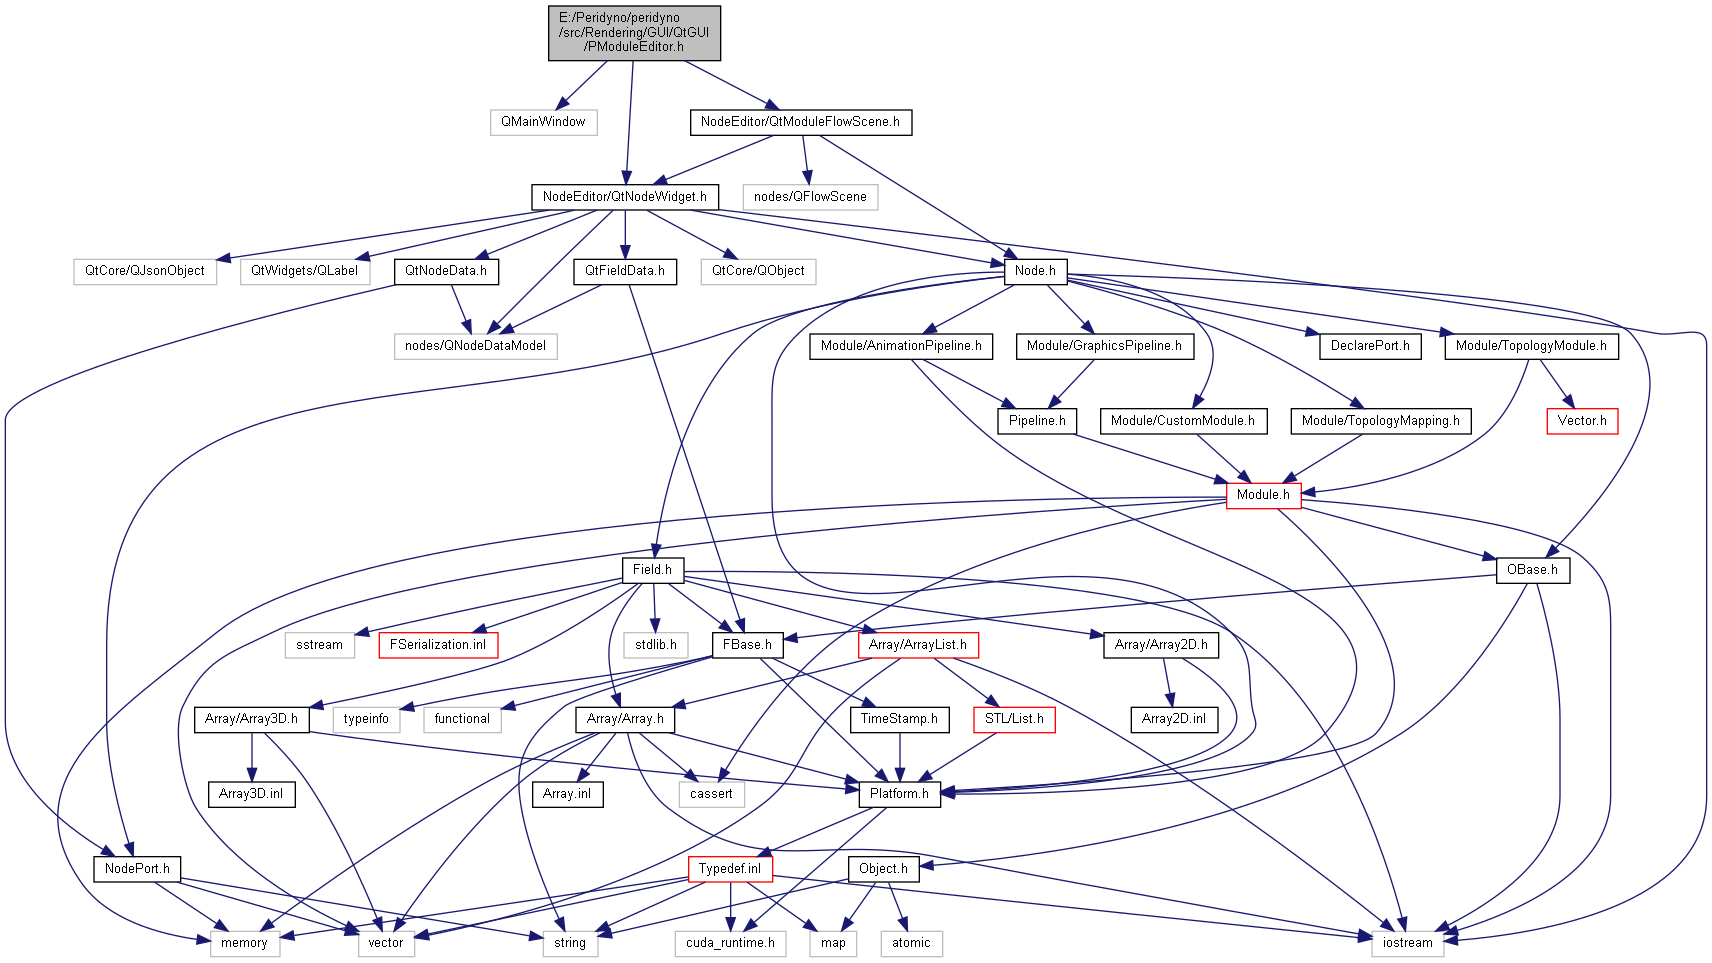 E:/Peridyno/peridyno
/src/Rendering/GUI/QtGUI
/PModuleEditor.h
QMainWindow
NodeEditor/QtModuleFlowScene.h
NodeEditor/QtNodeWidget.h
nodes/QFlowScene
QtCore/QJsonObject
QtWidgets/QLabel
QtNodeData.h
QtFieldData.h
QtCore/QObject
Node.h
nodes/QNodeDataModel
Module/AnimationPipeline.h
Module/GraphicsPipeline.h
DeclarePort.h
Module/TopologyModule.h
Pipeline.h
Module/CustomModule.h
Module/TopologyMapping.h
Vector.h
Module.h
Field.h
OBase.h
sstream
FSerialization.inl
stdlib.h
FBase.h
Array/ArrayList.h
Array/Array2D.h
Array/Array3D.h
typeinfo
functional
Array/Array.h
TimeStamp.h
STL/List.h
Array2D.inl
Array3D.inl
Array.inl
cassert
Platform.h
NodePort.h
Typedef.inl
Object.h
memory
vector
string
cuda_runtime.h
map
atomic
iostream